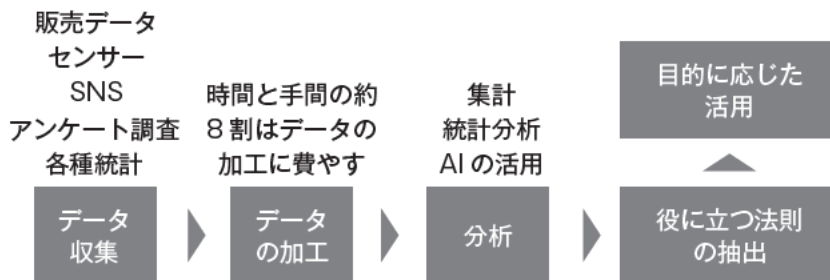 販売データ
センサー
SNS
アンケート調査
各種統計
データ
収集
時間と手間の約
8割はデータの
加工に費やす
データ
の加工
集計
統計分析
AIの活用
分析
役に立つ法則
の抽出
目的に応じた
活用